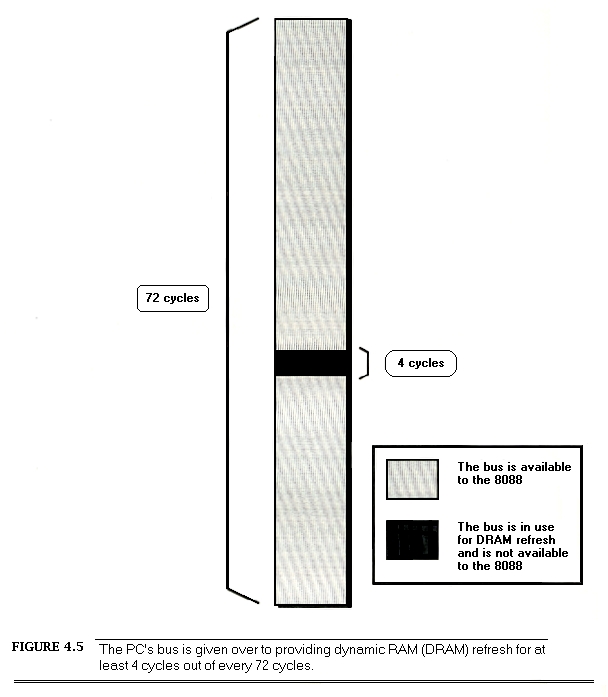 72 cycles
4 cycles
The bus is available
to the 8088
The bus is in use
for DRAM refresh
and is not available
to the 8088
FIGURE 4.5 The PC's bus is given over to providing dynamic RAM (DRAM) refresh for at
least 4 cycles out of every 72 cycles.